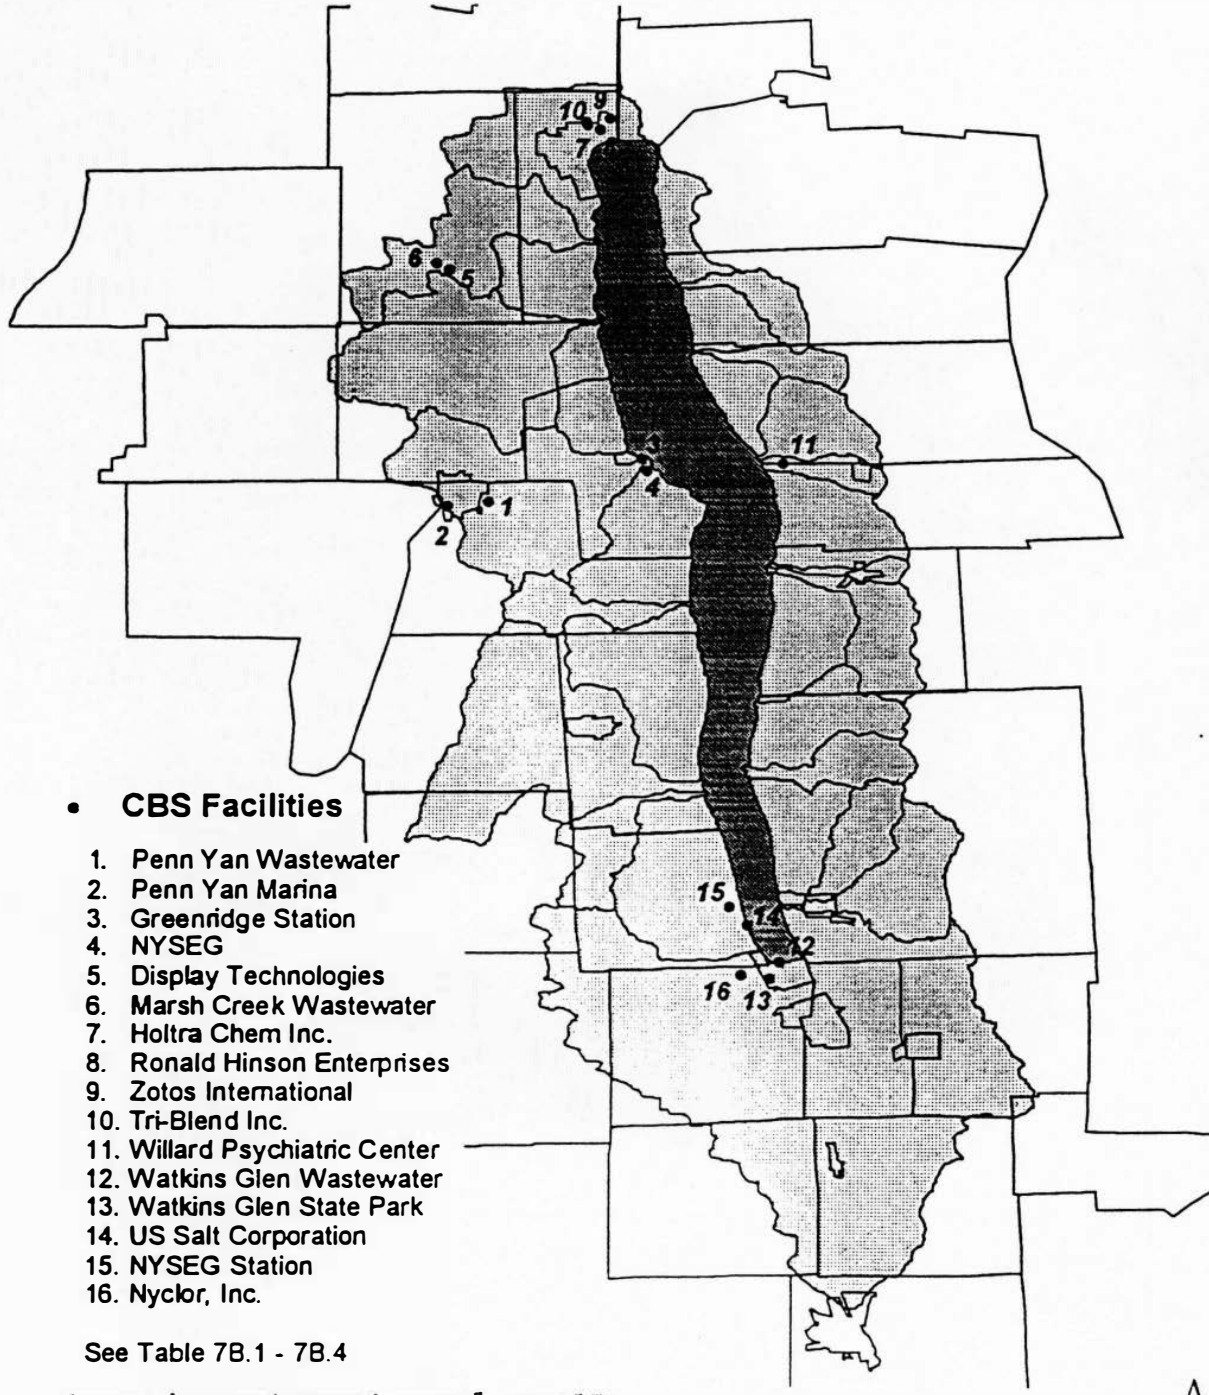 10
9
7
6
5
3
4
11
1
2
15
14
12
16
13
• CBS Facilities
1. Penn Yan Wastewater
2. Penn Yan Marina
3. Greenridge Station
4. NYSEG
5. Display Technologies
6. Marsh Creek Wastewater
7. Holtra Chem Inc.
8. Ronald Hinson Enterprises
9. Zotos International
10. Tri-Blend Inc.
11. Willard Psychiatric Center
12. Watkins Glen Wastewater
13. Watkins Glen State Park
14. US Salt Corporation
15. NYSEG Station
16. Nyclor, Inc.
See Table 7B.1 - 7B.4